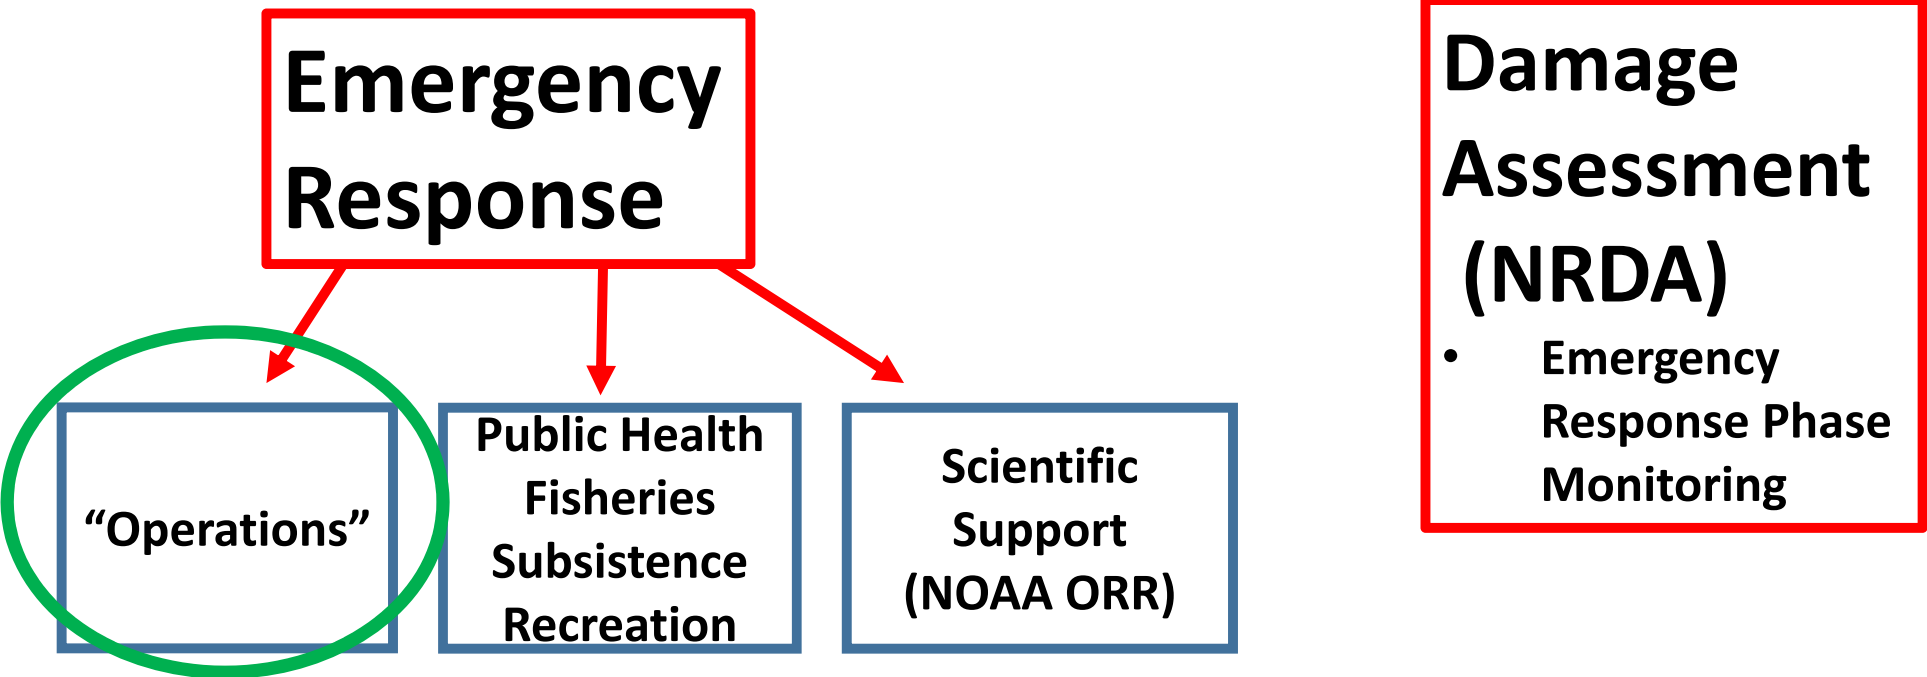 Emergency
Response
“Operations”
Public Health
Fisheries
Subsistence
Recreation
Scientific
Support
(NOAA ORR)
Damage
Assessment
(NRDA)
• Emergency
Response Phase
Monitoring